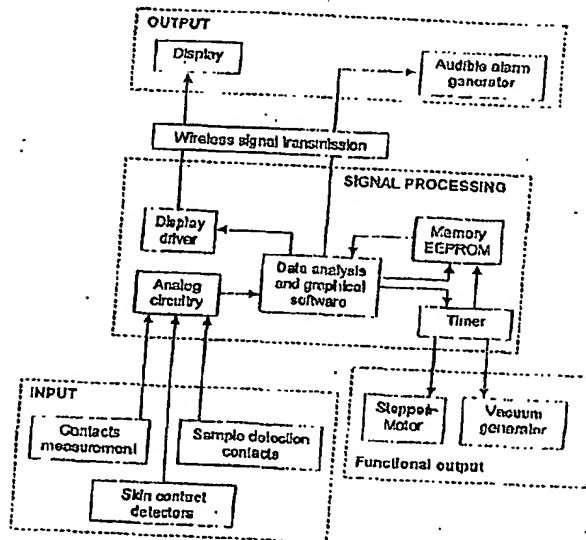 OUTPUT
Display
Audible alarm
generator
Wireless signal transmission
SIGNAL PROCESSING
Display
driver
Memory
EEPROM
Data analysis
and graphical
software
Analog
circuitry
Timer
INPUT
Contacts
measurement
Sample detection
contacts
Skin contact
detectors
Stepper-
Motor
Vacuum
generator
Functional output